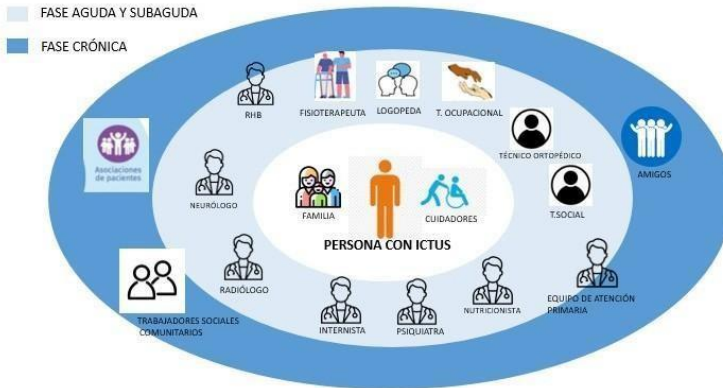 FASE AGUDA Y SUBAGUDA
FASE CRÓNICA
RHB
FISIOTERAPEUTA
LOGOPEDA
T. OCUPACIONAL
TÉCNICO ORTOPÉDICO
AMIGOS
Asociaciones
de pacientes
NEURÓLOGO
FAMILIA
CUIDADORES
T.SOCIAL
PERSONA CON ICTUS
RADIÓLOGO
TRABAJADORES SOCIALES
COMUNITARIOS
INTERNISTA
PSIQUIATRA
NUTRICIONISTA
EQUIPO DE ATENCIÓN
PRIMARIA